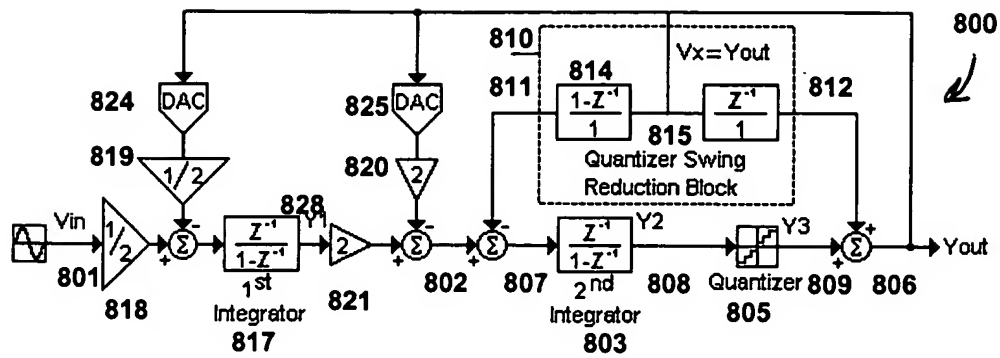 800
810
Vx=Yout
824
DAC
825
DAC
811
814
1-Z⁻¹
1
815
Z⁻¹
1
812
819
1/2
820
2
Quantizer Swing
Reduction Block
Vin
1/2
-
828
Y1
-
-
Y2
Y3
+
801
+
Σ
Z⁻¹
1-Z⁻¹
2
+
Σ
+
Σ
Z⁻¹
1-Z⁻¹
+
Σ
Yout
818
1st
Integrator
817
821
802
807
2nd
Integrator
803
808
Quantizer
805
809
806